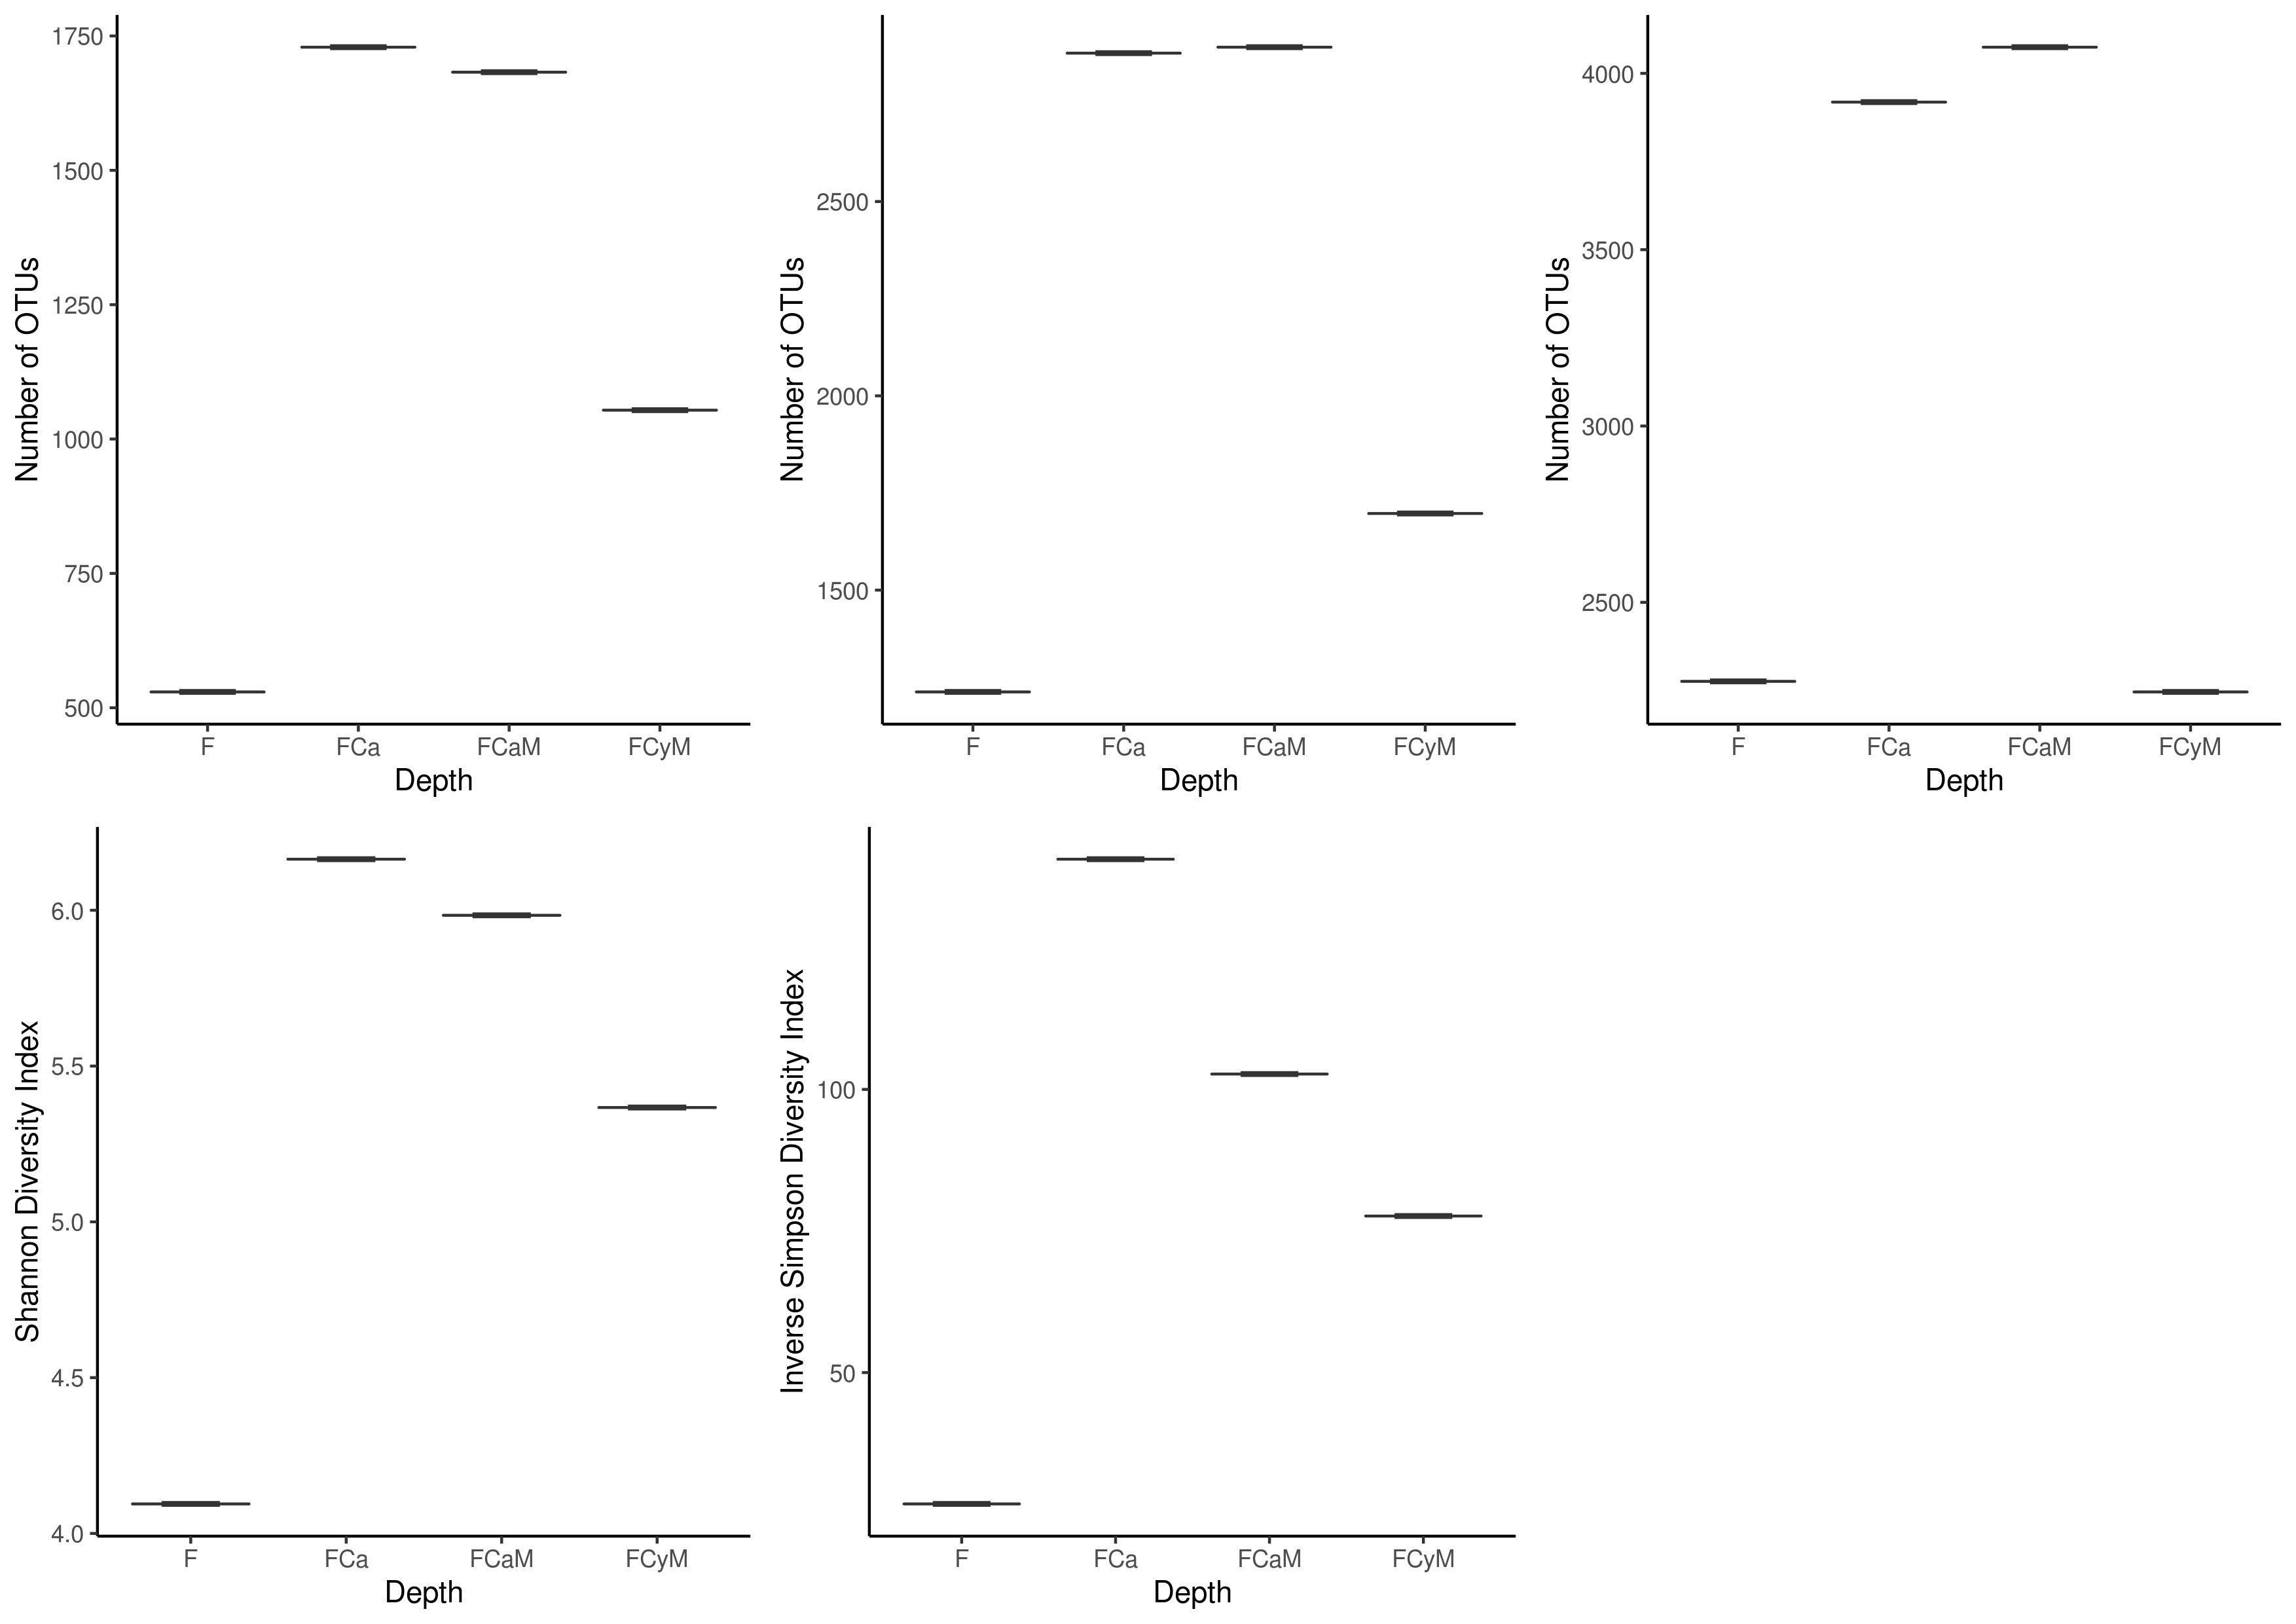 Number of OTUs
1750
1500
1250
1000
750
500
F FCa FCaM FCyM
Depth
Number of OTUs
2500
2000
1500
F FCa FCaM FCyM
Depth
Number of OTUs
4000
3500
3000
2500
F FCa FCaM FCyM
Depth
Shannon Diversity Index
6.0
5.5
5.0
4.5
4.0
F FCa FCaM FCyM
Depth
Inverse Simpson Diversity Index
100
50
F FCa FCaM FCyM
Depth